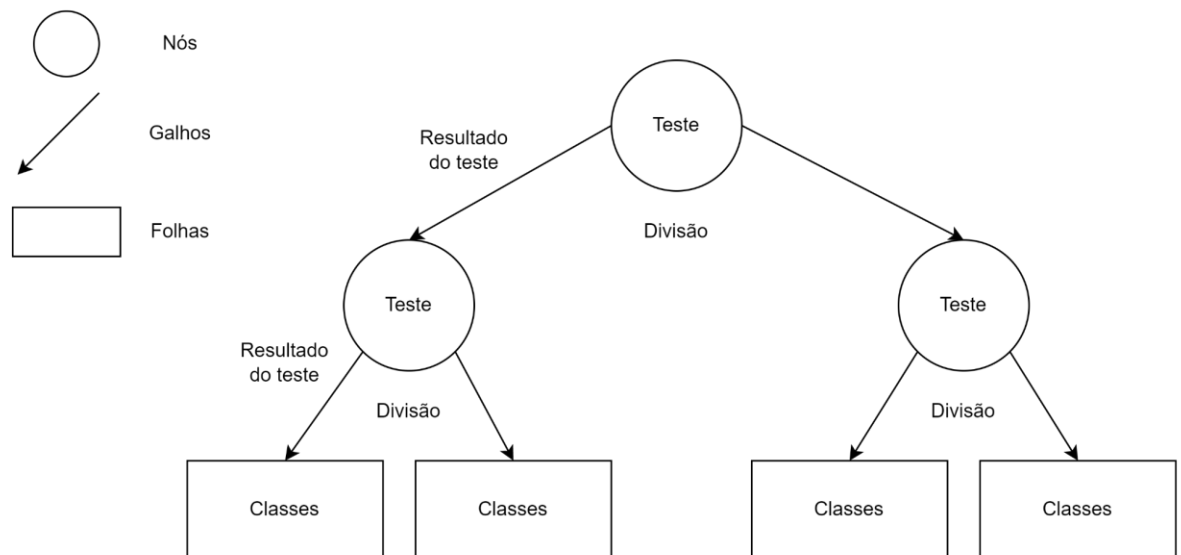 Nós
Galhos
Folhas
Teste
Resultado
do teste
Divisão
Teste
Teste
Resultado
do teste
Divisão
Divisão
Classes
Classes
Classes
Classes